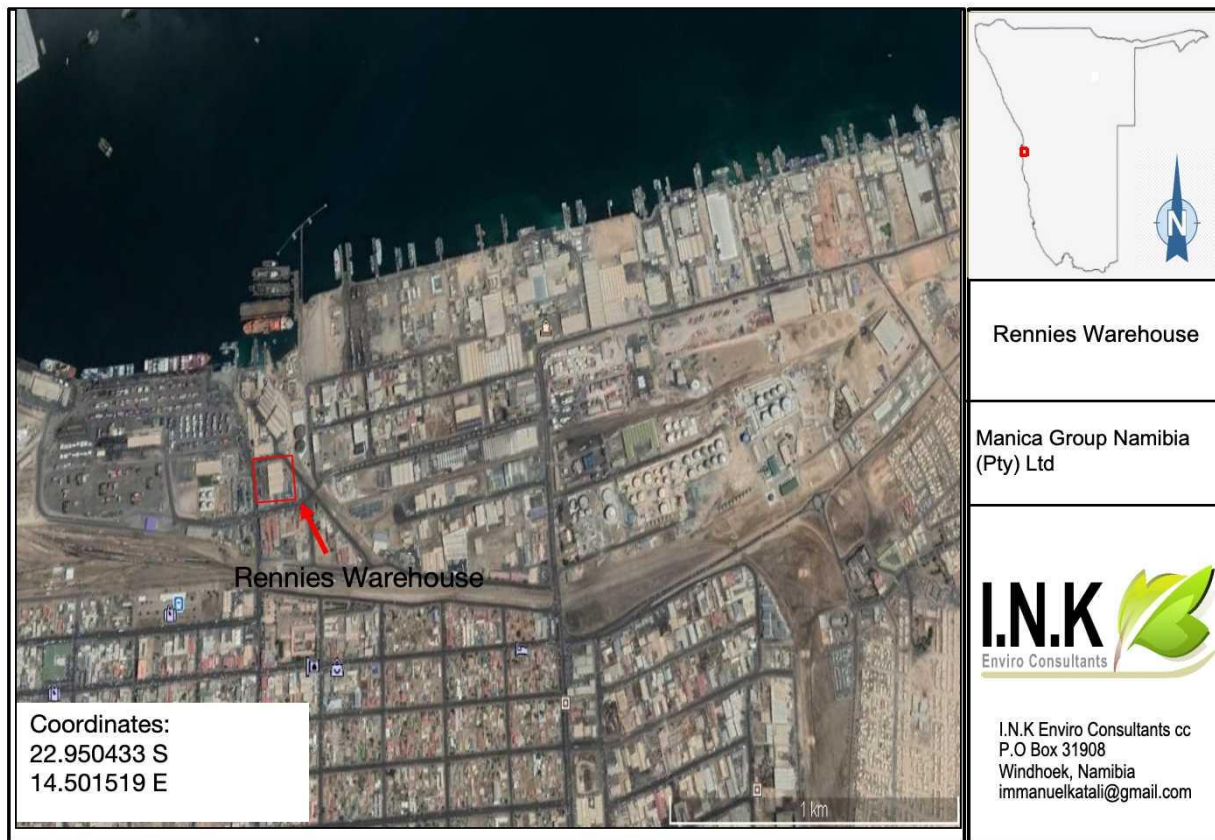 Rennies Warehouse
1 km
Coordinates:
22.950433 S
14.501519 E
N
Rennies Warehouse
Manica Group Namibia
(Pty) Ltd
I.N.K
Enviro Consultants
I.N.K Enviro Consultants cc
P.O Box 31908
Windhoek, Namibia
immanuelkatali@gmail.com